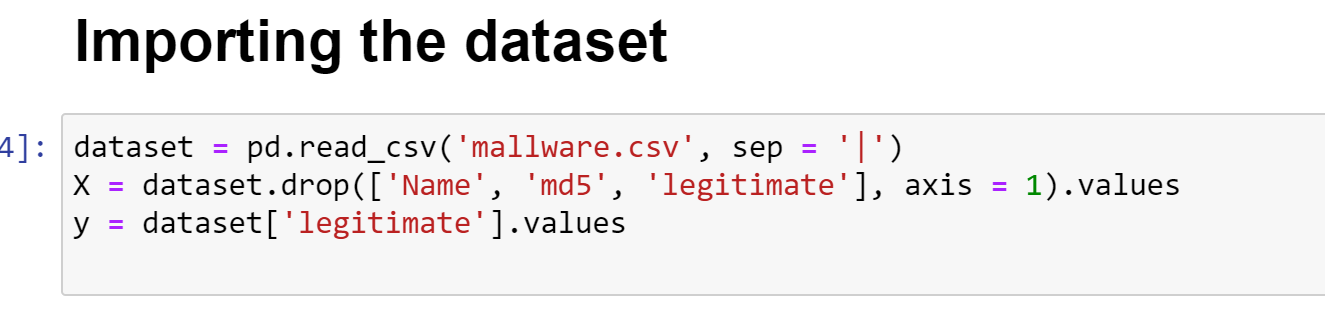 Importing the dataset
4]:
dataset = pd.read_csv('mallware.csv', sep = '|')
X = dataset.drop(['Name', 'md5', 'legitimate'], axis = 1).values
y = dataset['legitimate'].values